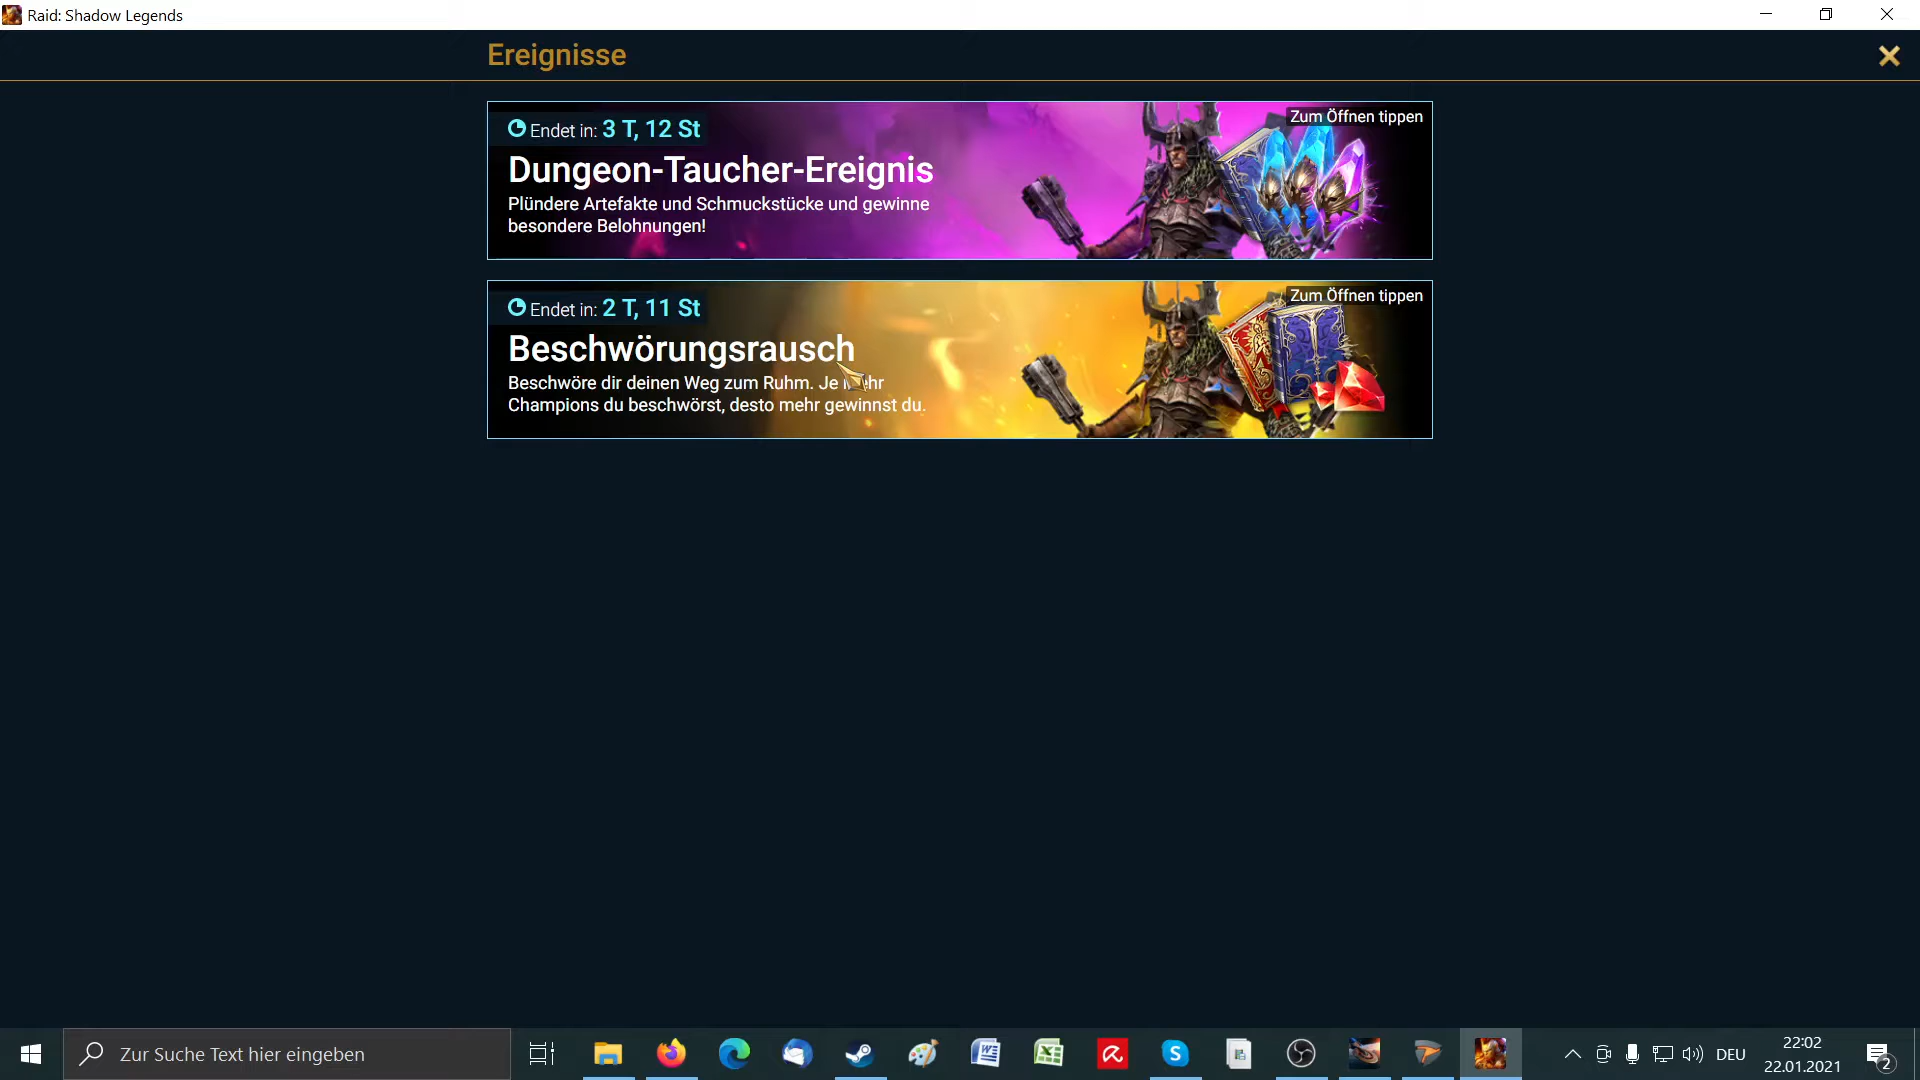 Raid: Shadow Legends
Ereignisse
Endet in: 3 T, 12 St
Zum Öffnen tippen
Dungeon-Taucher-Ereignis
Plündere Artefakte und Schmuckstücke und gewinne
besondere Belohnungen!
Endet in: 2 T, 11 St
Zum Öffnen tippen
Beschwörungsrausch
Beschwöre dir deinen Weg zum Ruhm. Je
Champions du beschwörst, desto mehr gewinnst du.
Zur Suche Text hier eingeben
DEU
22:02
22.01.2021
2